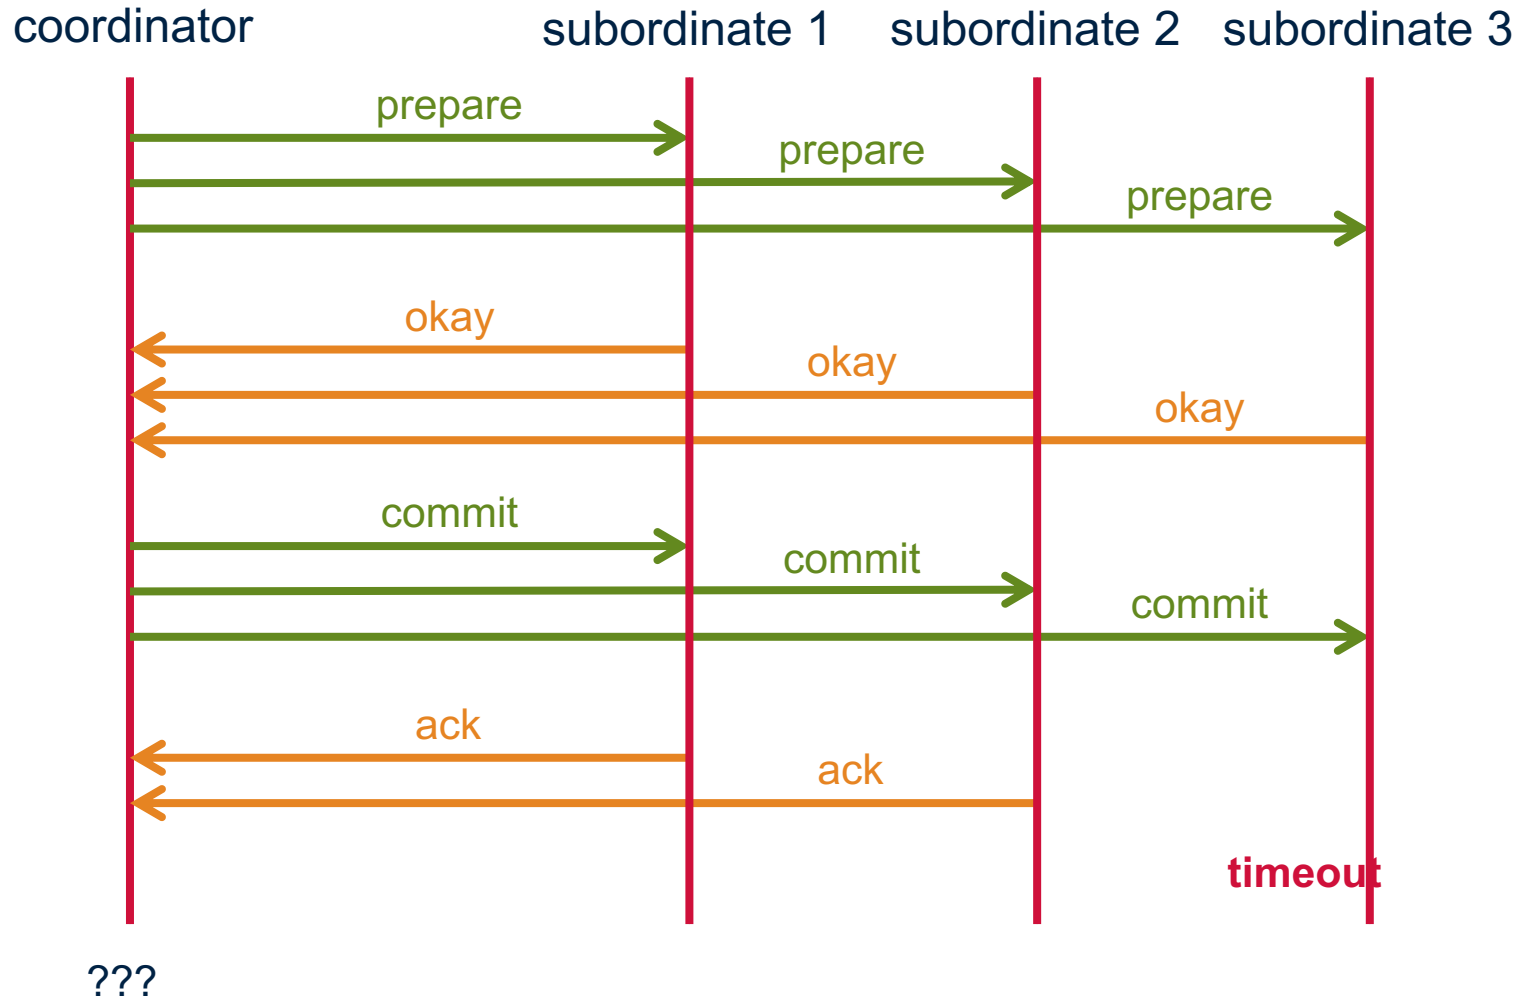 coordinator subordinate 1 subordinate 2 subordinate 3
prepare
prepare
prepare
okay
okay
okay
commit
commit
commit
ack
ack
timeout
???